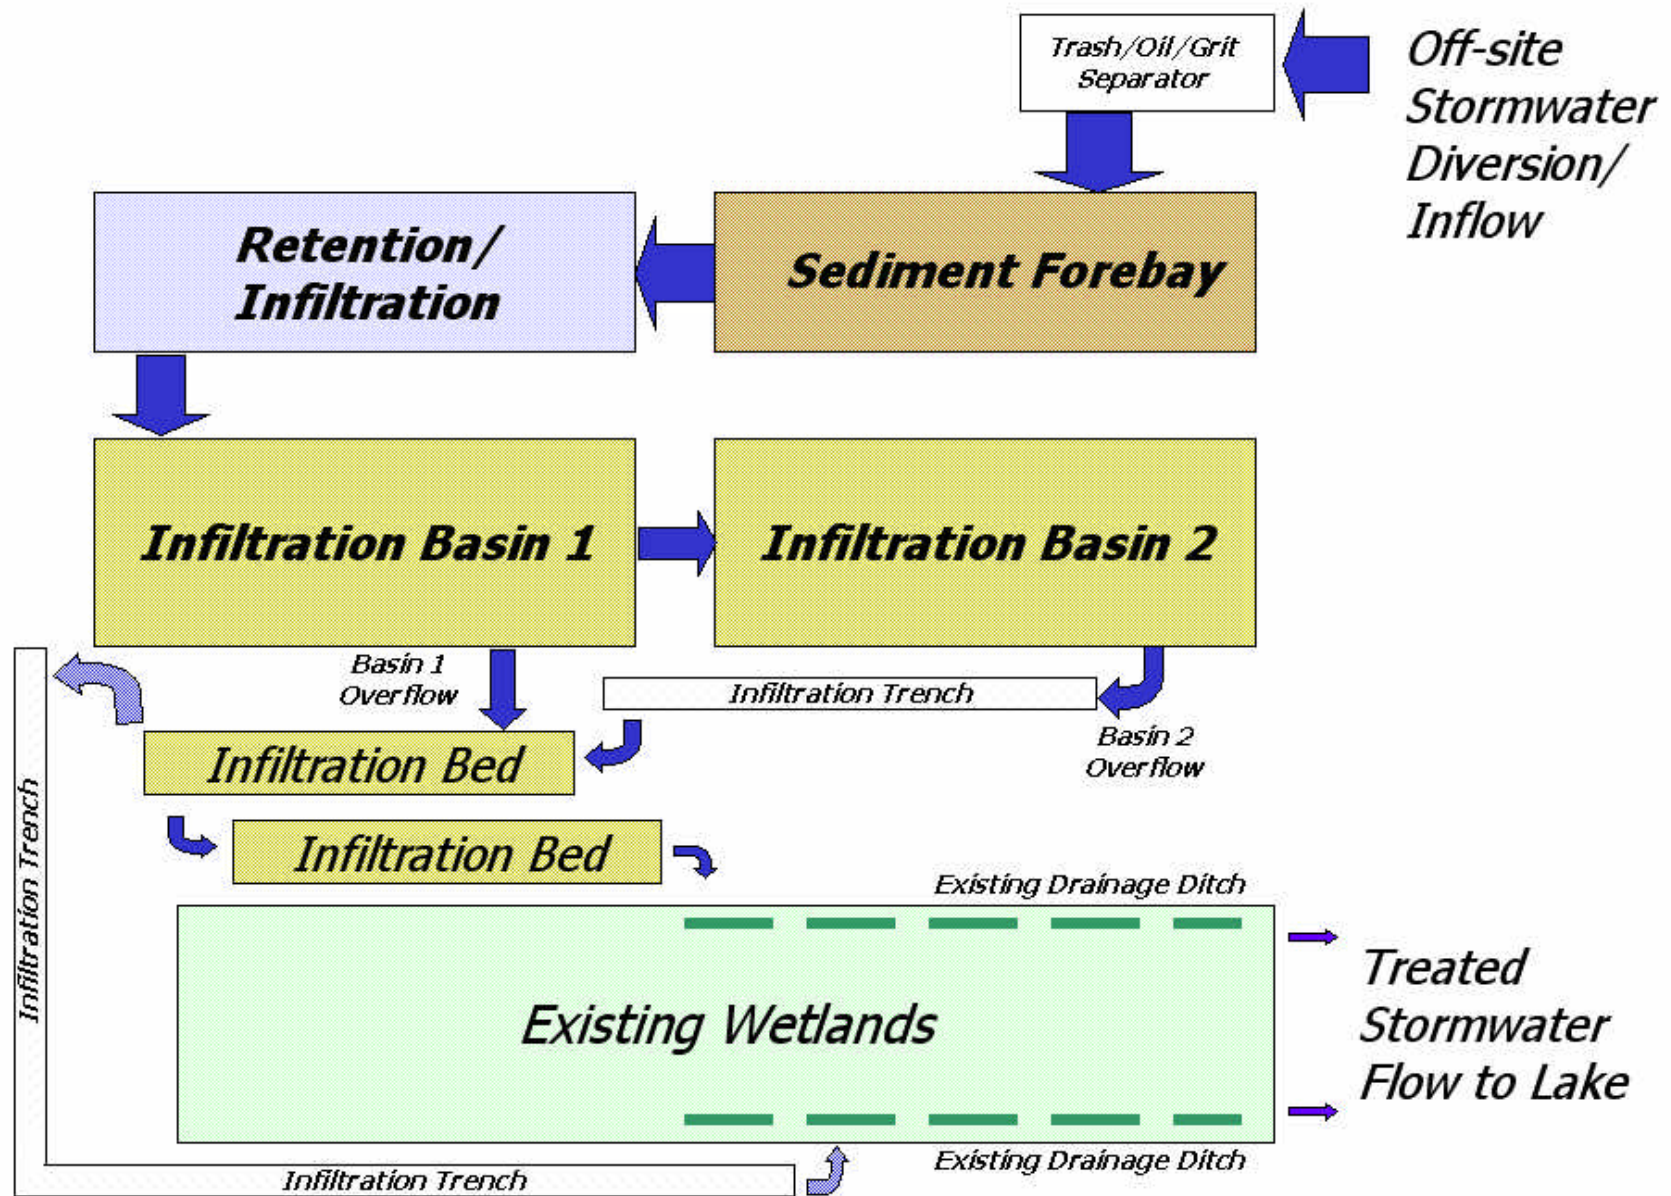 Trash/Oil/Grit
Separator
Off-site
Stormwater
Diversion/
Inflow
Retention/
Infiltration
Sediment Forebay
Infiltration Basin 1
Infiltration Basin 2
Basin 1
Overflow
Infiltration Trench
Basin 2
Overflow
Infiltration Bed
Infiltration Bed
Infiltration Trench
Existing Drainage Ditch
Existing Wetlands
Treated
Stormwater
Flow to Lake
Existing Drainage Ditch
Infiltration Trench